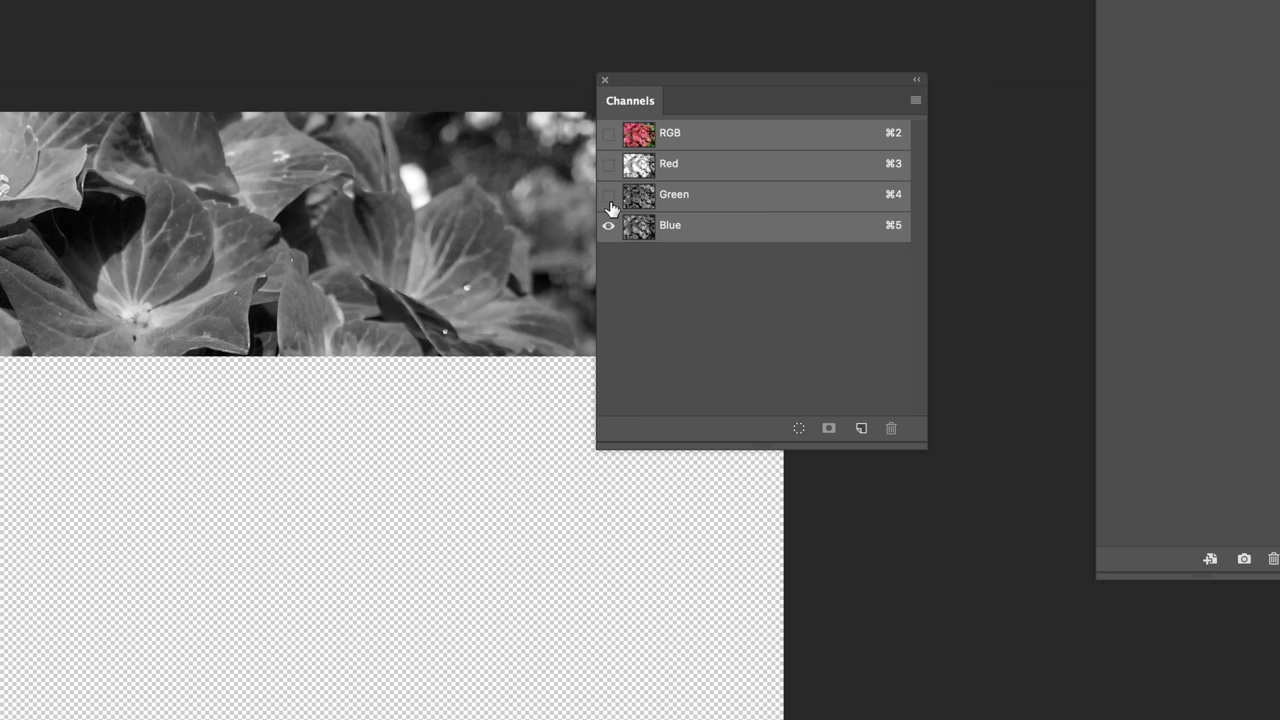 Channels
RGB ⌘2
Red ⌘3
Green ⌘4
Blue ⌘5